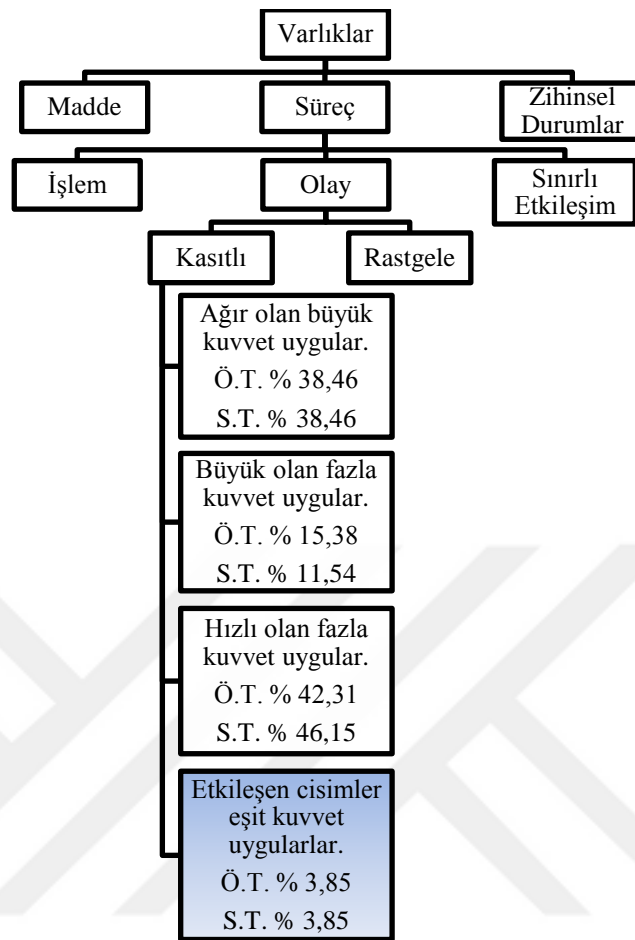 Varlıklar
Madde
Süreç
Zihinsel
Durumlar
İşlem
Olay
Sınırlı
Etkileşim
Kasıtlı
Rastgele
Ağır olan büyük
kuvvet uygular.
Ö.T. % 38,46
S.T. % 38,46
Büyük olan fazla
kuvvet uygular.
Ö.T. % 15,38
S.T. % 11,54
Hızlı olan fazla
kuvvet uygular.
Ö.T. % 42,31
S.T. % 46,15
Etkileşen cisimler
eşit kuvvet
uygularlar.
Ö.T. % 3,85
S.T. % 3,85